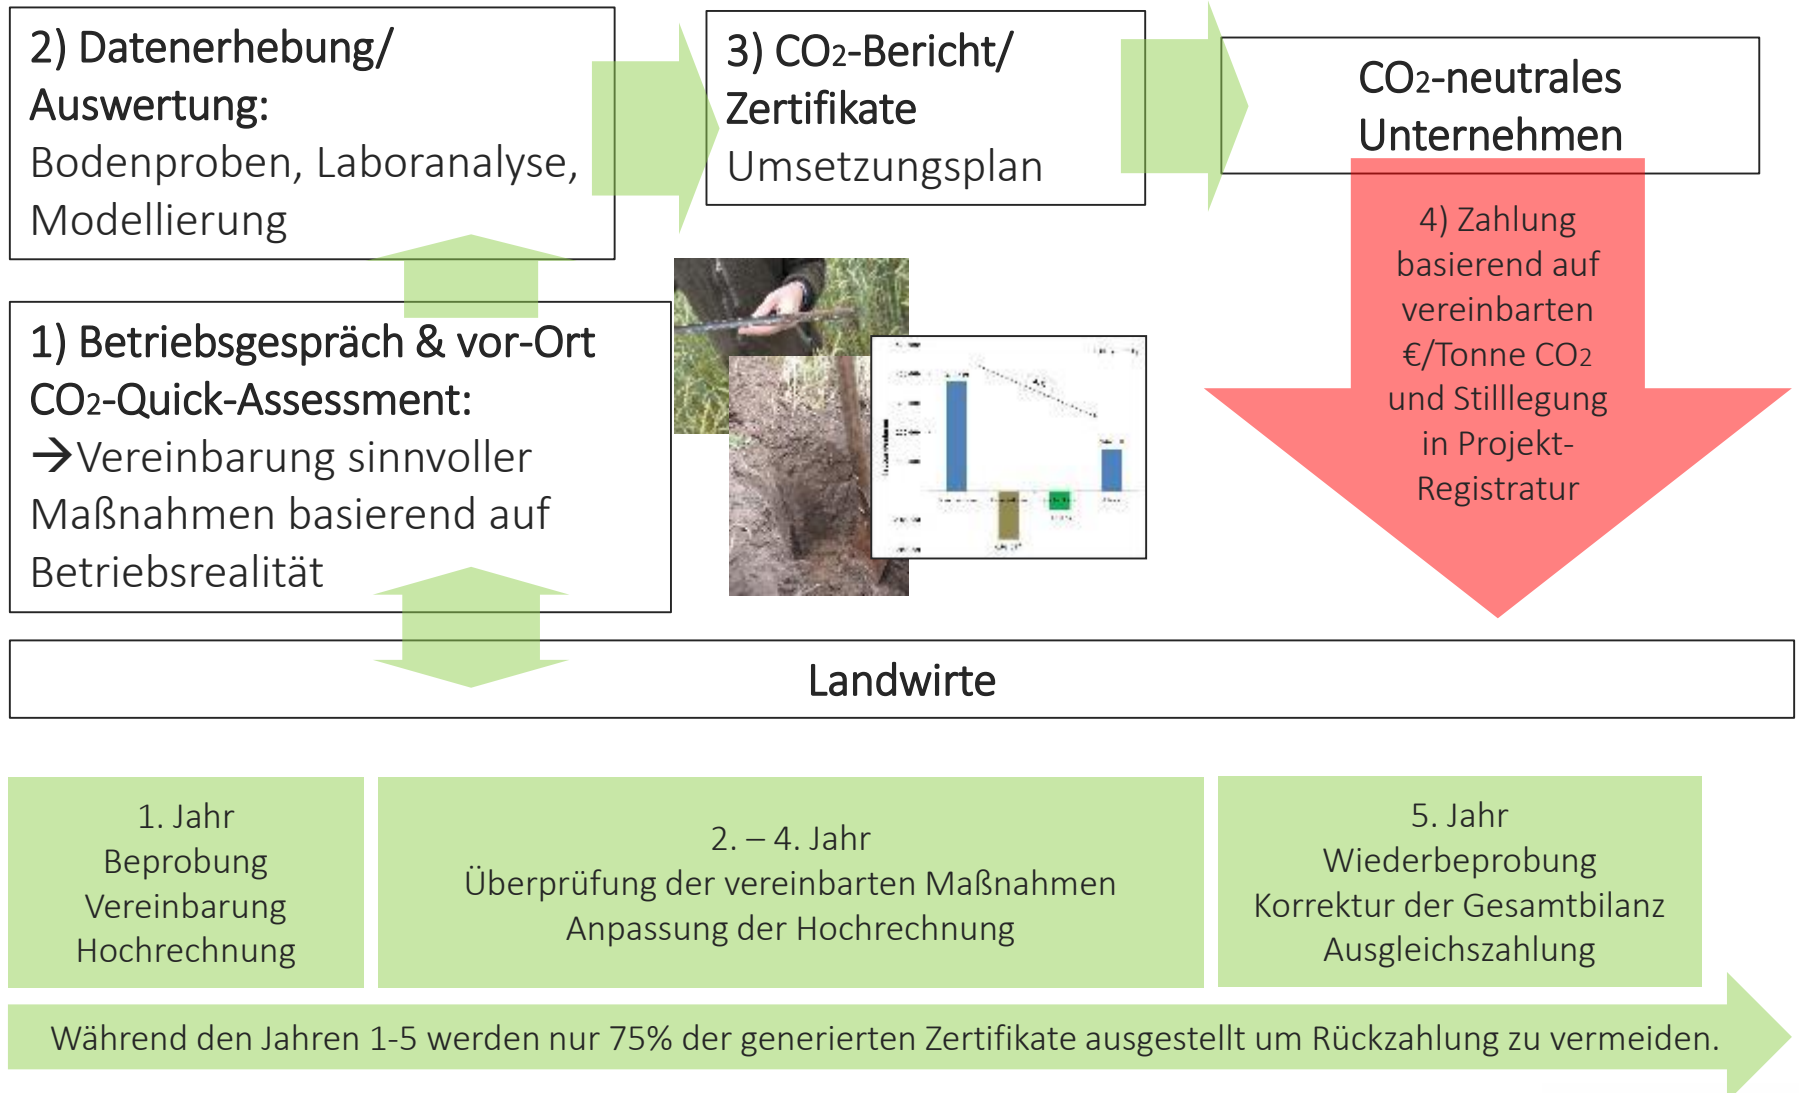 2) Datenerhebung/
Auswertung:
Bodenproben, Laboranalyse,
Modellierung
3) CO2-Bericht/
Zertifikate
Umsetzungsplan
CO2-neutrales
Unternehmen
4) Zahlung
basierend auf
vereinbarten
€/Tonne CO2
und Stilllegung
in Projekt-
Registratur
1) Betriebsgespräch & vor-Ort
CO2-Quick-Assessment:
→Vereinbarung sinnvoller
Maßnahmen basierend auf
Betriebsrealität
Landwirte
1. Jahr
Beprobung
Vereinbarung
Hochrechnung
2. – 4. Jahr
Überprüfung der vereinbarten Maßnahmen
Anpassung der Hochrechnung
5. Jahr
Wiederbeprobung
Korrektur der Gesamtbilanz
Ausgleichszahlung
Während den Jahren 1-5 werden nur 75% der generierten Zertifikate ausgestellt um Rückzahlung zu vermeiden.